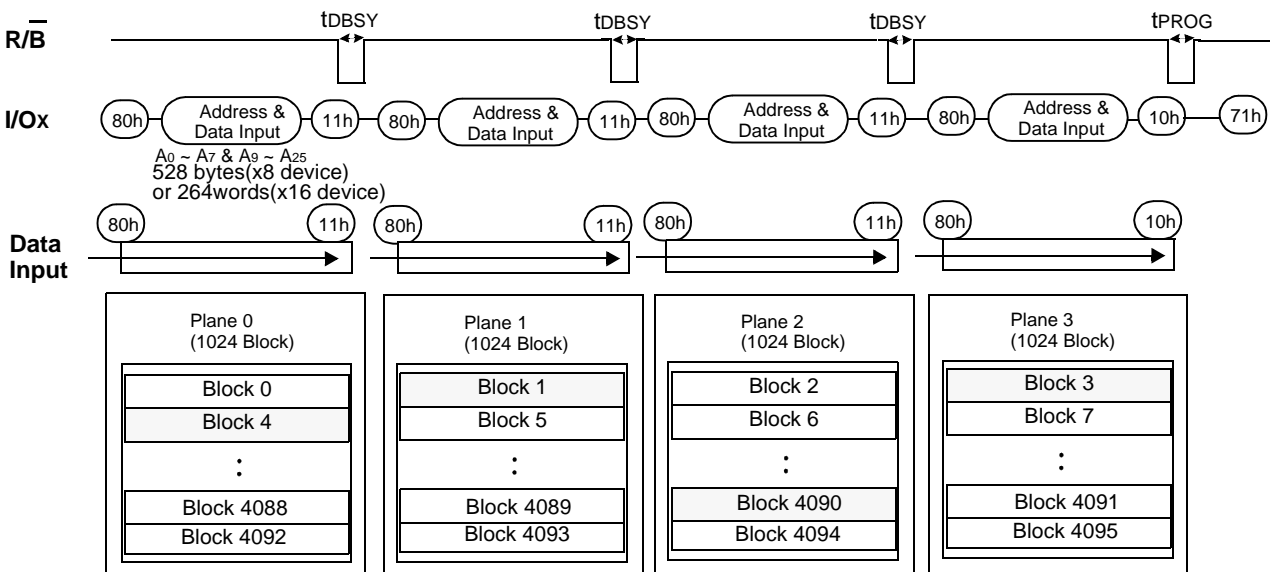 tDBSY tDBSY tDBSY tPROG
R/B
I/Ox 80h Address & Data Input 11h 80h Address & Data Input 11h 80h Address & Data Input 11h 80h Address & Data Input 10h 71h
A0 ~ A7 & A9 ~ A25
528 bytes(x8 device)
or 264words(x16 device)
80h 11h 80h 11h 80h 11h 80h 10h
Data
Input
Plane 0
(1024 Block)
Block 0
Block 4
:
Block 4088
Block 4092
Plane 1
(1024 Block)
Block 1
Block 5
:
Block 4089
Block 4093
Plane 2
(1024 Block)
Block 2
Block 6
:
Block 4090
Block 4094
Plane 3
(1024 Block)
Block 3
Block 7
:
Block 4091
Block 4095